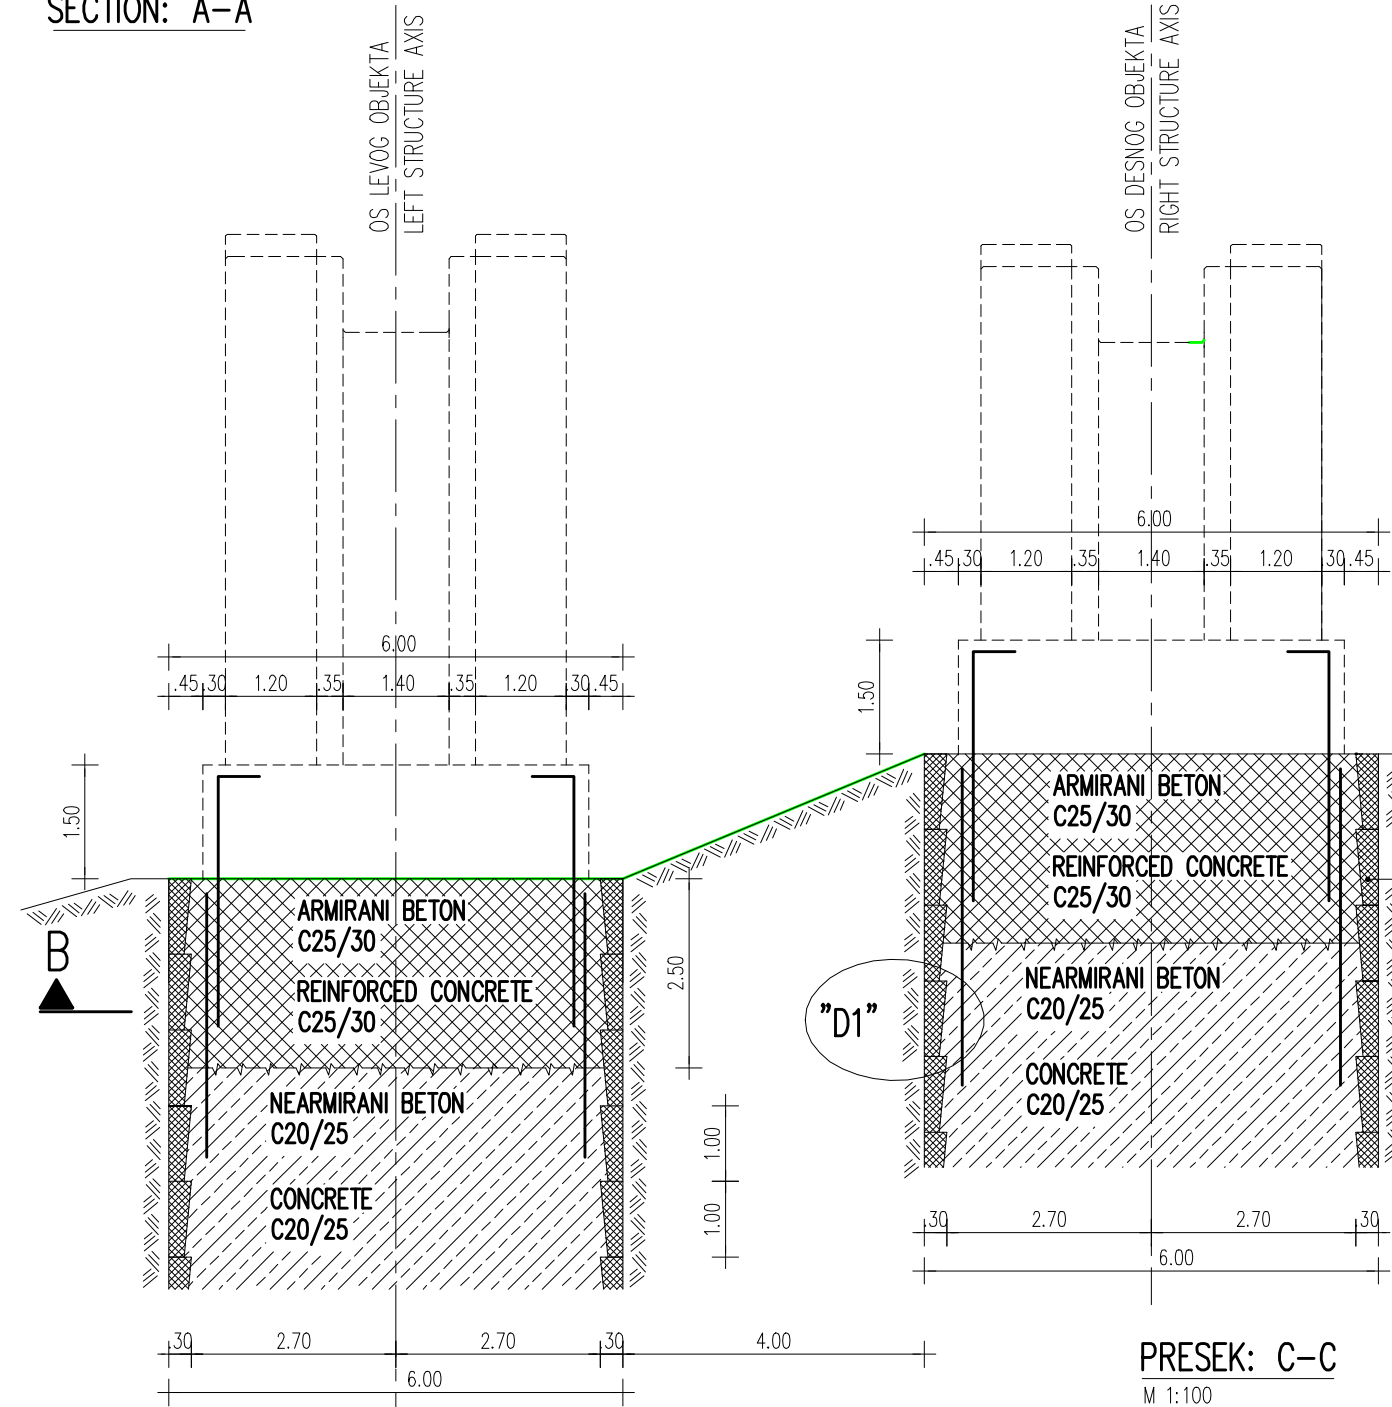 SECTION: A-A
OS LEVOG OBJEKTA
LEFT STRUCTURE AXIS
OS DESNOG OBJEKTA
RIGHT STRUCTURE AXIS
6.00
.45 .30 1.20 .35 1.40 .35 1.20 .30 .45
1.50
6.00
.45 .30 1.20 .35 1.40 .35 1.20 .30 .45
1.50
ARMIRANI BETON
C25/30
REINFORCED CONCRETE
C25/30
NEARMIRANI BETON
C20/25
CONCRETE
C20/25
"D1"
.30 2.70 2.70 .30
6.00
B
ARMIRANI BETON
C25/30
REINFORCED CONCRETE
C25/30
2.50
NEARMIRANI BETON
C20/25
CONCRETE
C20/25
1.00
1.00
.30 2.70 2.70 .30 4.00
6.00
PRESEK: C-C
M 1:100